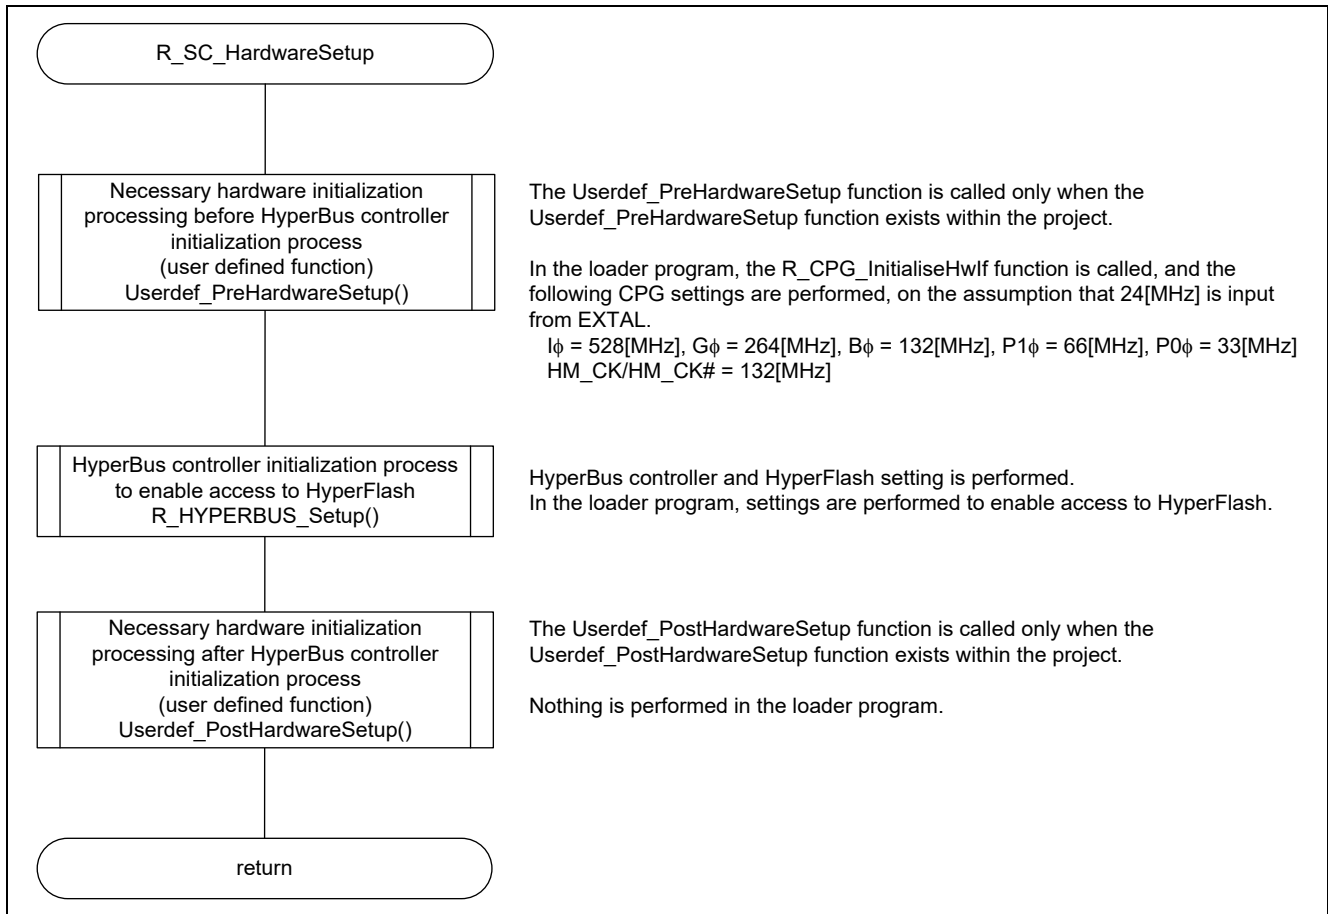 R_SC_HardwareSetup
Necessary hardware initialization
processing before HyperBus controller
initialization process
(user defined function)
Userdef_PreHardwareSetup()
The Userdef_PreHardwareSetup function is called only when the
Userdef_PreHardwareSetup function exists within the project.
In the loader program, the R_CPG_InitialiseHwIf function is called, and the
following CPG settings are performed, on the assumption that 24[MHz] is input
from EXTAL.
Iϕ = 528[MHz], Gϕ = 264[MHz], Bϕ = 132[MHz], P1ϕ = 66[MHz], P0ϕ = 33[MHz]
HM_CK/HM_CK# = 132[MHz]
HyperBus controller initialization process
to enable access to HyperFlash
R_HYPERBUS_Setup()
HyperBus controller and HyperFlash setting is performed.
In the loader program, settings are performed to enable access to HyperFlash.
Necessary hardware initialization
processing after HyperBus controller
initialization process
(user defined function)
Userdef_PostHardwareSetup()
The Userdef_PostHardwareSetup function is called only when the
Userdef_PostHardwareSetup function exists within the project.
Nothing is performed in the loader program.
return